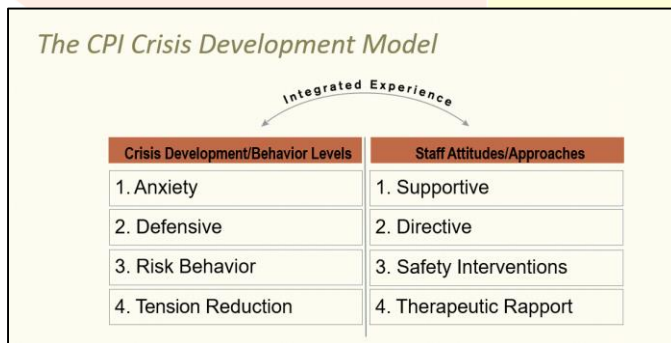 The CPI Crisis Development Model
Integrated Experience
Crisis Development/Behavior Levels
Staff Attitudes/Approaches
1. Anxiety
1. Supportive
2. Defensive
2. Directive
3. Risk Behavior
3. Safety Interventions
4. Tension Reduction
4. Therapeutic Rapport